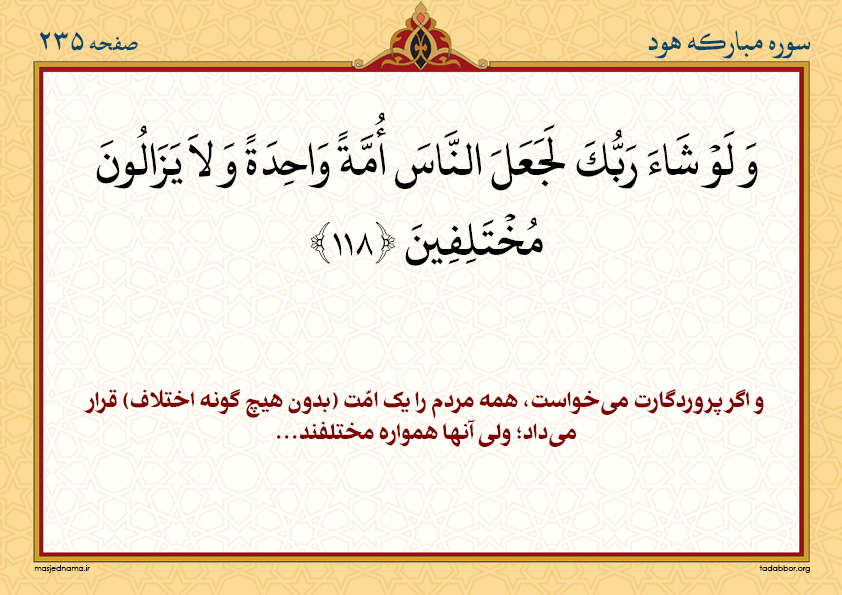 سوره مبارکه هود
صفحه ۲۳۵
وَ لَوْ شَاءَ رَبُّكَ لَجَعَلَ النَّاسَ أُمَّةً وَاحِدَةً وَ لاَ يَزَالُونَ
مُخْتَلِفِينَ ﴿۱۱۸﴾
و اگر پروردگارت می‌خواست، همه مردم را یک امّت (بدون هیچ گونه اختلاف) قرار
می‌داد؛ ولی آنها همواره مختلفند...
masjednama.ir
tadabbor.org